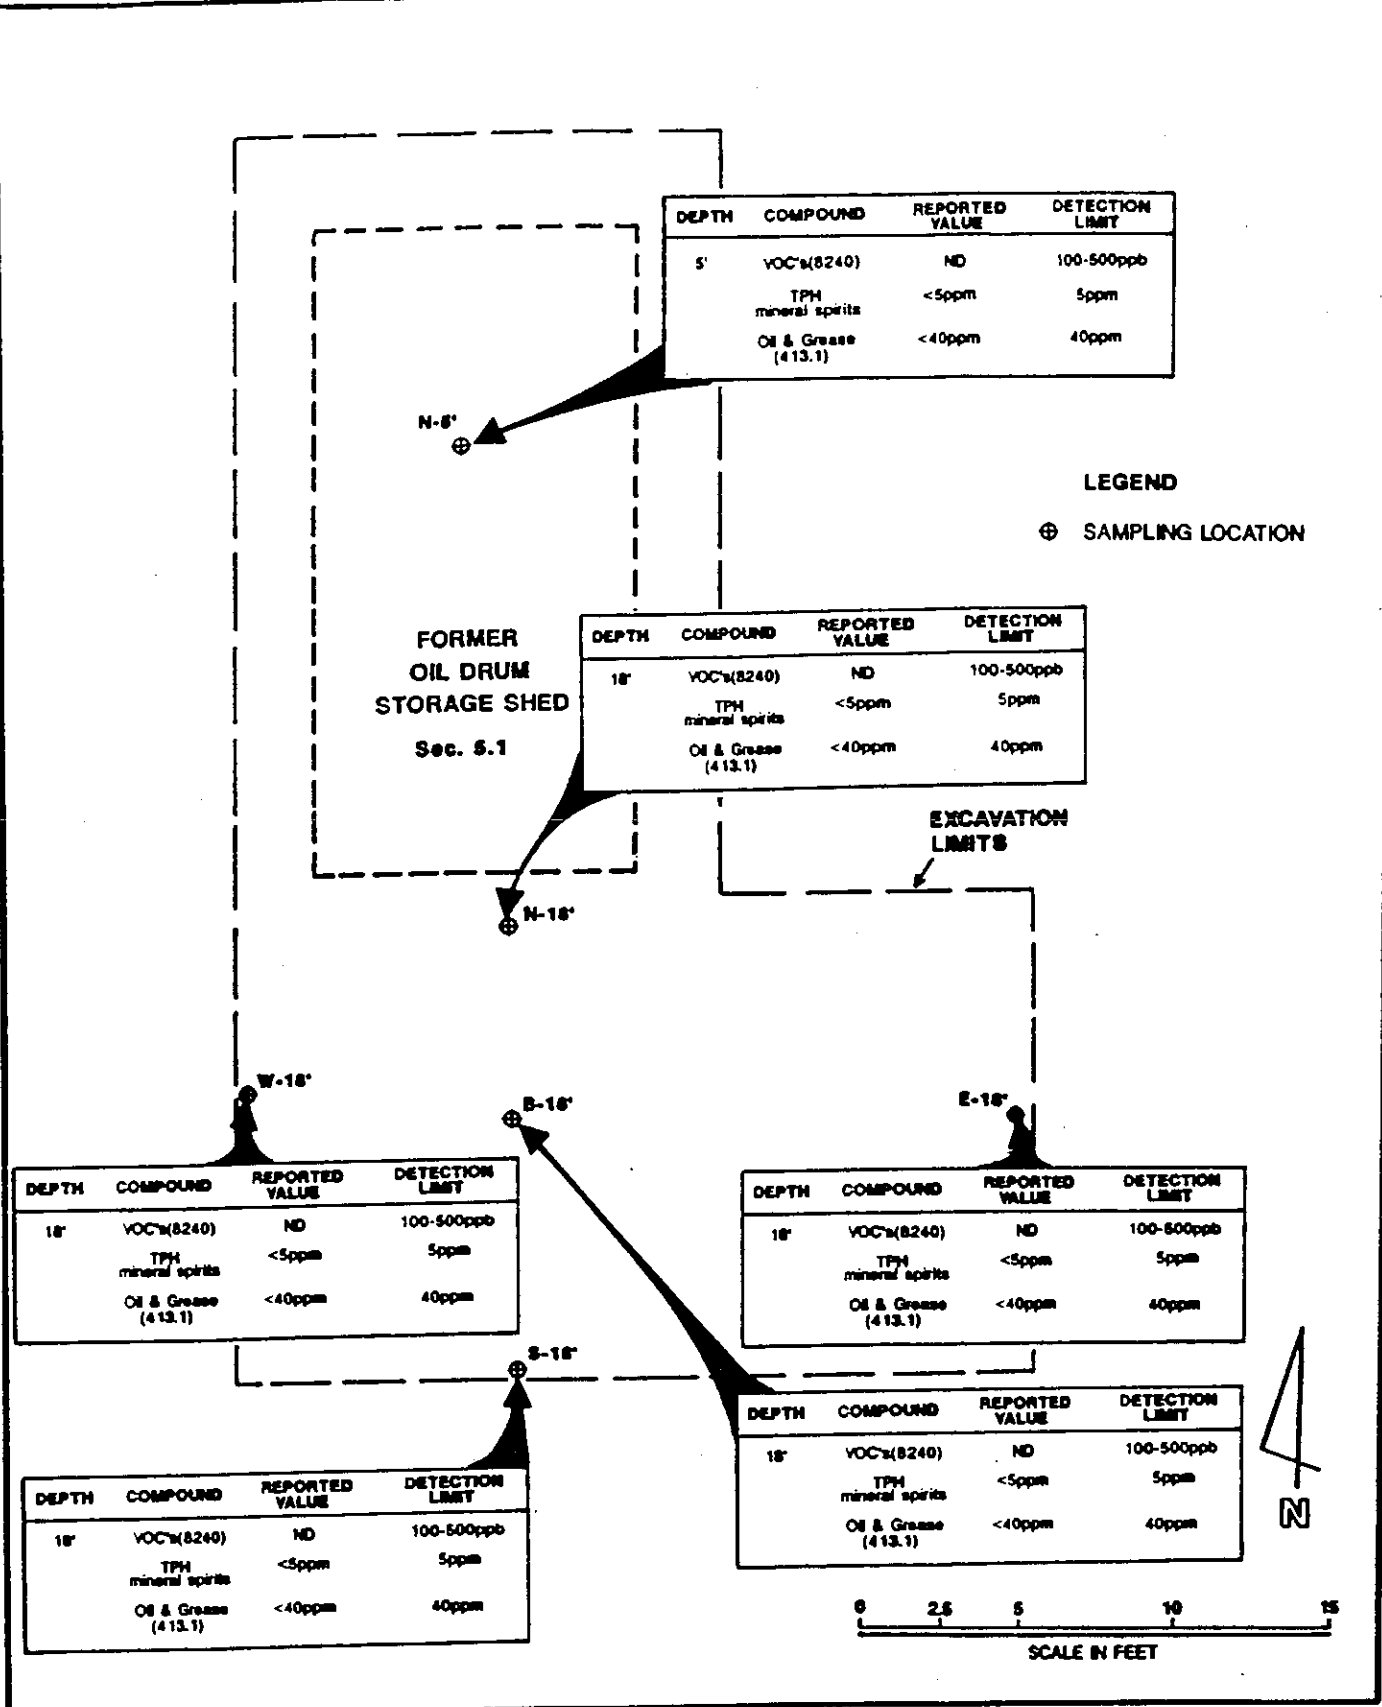 DEPTH COMPOUND REPORTED VALUE DETECTION LIMIT
5' VOC's(8240) ND 100-500ppb
TPH mineral spirits <5ppm 5ppm
Oil & Grease (413.1) <40ppm 40ppm
N-5'
LEGEND
⊕ SAMPLING LOCATION
FORMER
OIL DRUM
STORAGE SHED
Sec. 5.1
DEPTH COMPOUND REPORTED VALUE DETECTION LIMIT
18' VOC's(8240) ND 100-500ppb
TPH mineral spirits <5ppm 5ppm
Oil & Grease (413.1) <40ppm 40ppm
EXCAVATION
LIMITS
N-18'
W-18'
B-18'
E-18'
DEPTH COMPOUND REPORTED VALUE DETECTION LIMIT
18' VOC's(8240) ND 100-500ppb
TPH mineral spirits <5ppm 5ppm
Oil & Grease (413.1) <40ppm 40ppm
DEPTH COMPOUND REPORTED VALUE DETECTION LIMIT
18' VOC's(8240) ND 100-500ppb
TPH mineral spirits <5ppm 5ppm
Oil & Grease (413.1) <40ppm 40ppm
S-18'
DEPTH COMPOUND REPORTED VALUE DETECTION LIMIT
18' VOC's(8240) ND 100-500ppb
TPH mineral spirits <5ppm 5ppm
Oil & Grease (413.1) <40ppm 40ppm
DEPTH COMPOUND REPORTED VALUE DETECTION LIMIT
18' VOC's(8240) ND 100-500ppb
TPH mineral spirits <5ppm 5ppm
Oil & Grease (413.1) <40ppm 40ppm
N
0 2.5 5 10 15
SCALE IN FEET